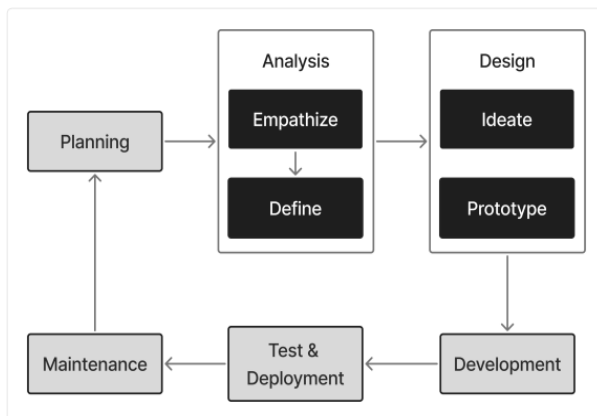 Analysis
Design
Empathize
Ideate
Planning
Define
Prototype
Maintenance
Test &
Deployment
Development